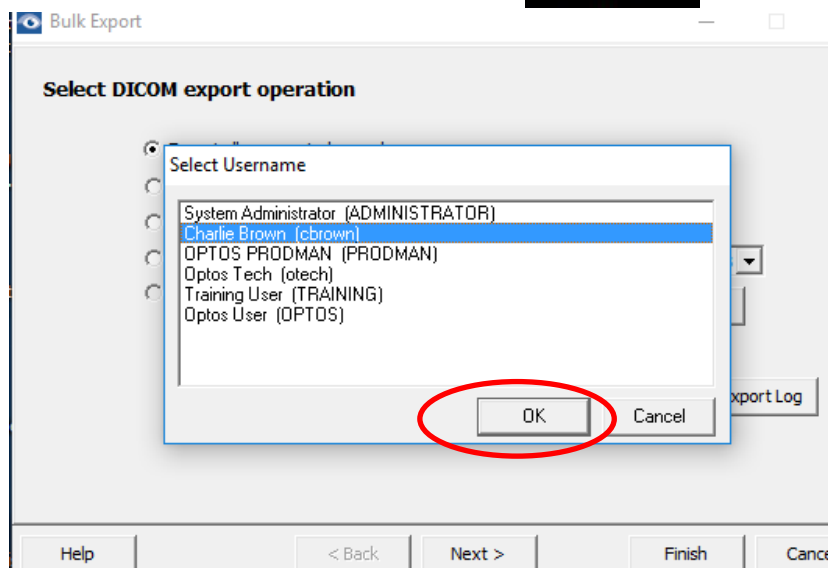 Bulk Export
Select DICOM export operation
Select Username
System Administrator (ADMINISTRATOR)
Charlie Brown (cbrown)
OPTOS PRODMAN (PRODMAN)
Optos Tech (otech)
Training User (TRAINING)
Optos User (OPTOS)
OK Cancel
xport Log
Help < Back Next > Finish Cance